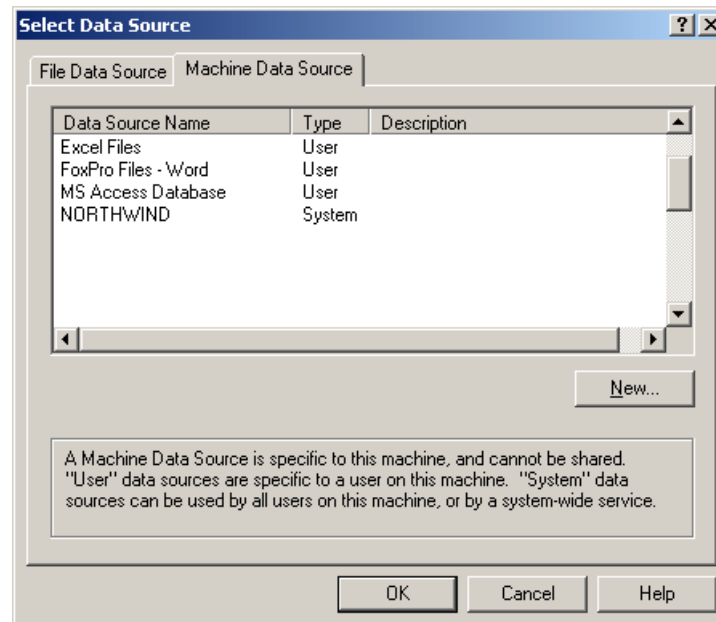 Select Data Source
File Data Source Machine Data Source
Data Source Name Type Description
Excel Files User
FoxPro Files - Word User
MS Access Database User
NORTHWIND System
New...
A Machine Data Source is specific to this machine, and cannot be shared.
"User" data sources are specific to a user on this machine. "System" data
sources can be used by all users on this machine, or by a system-wide service.
OK Cancel Help